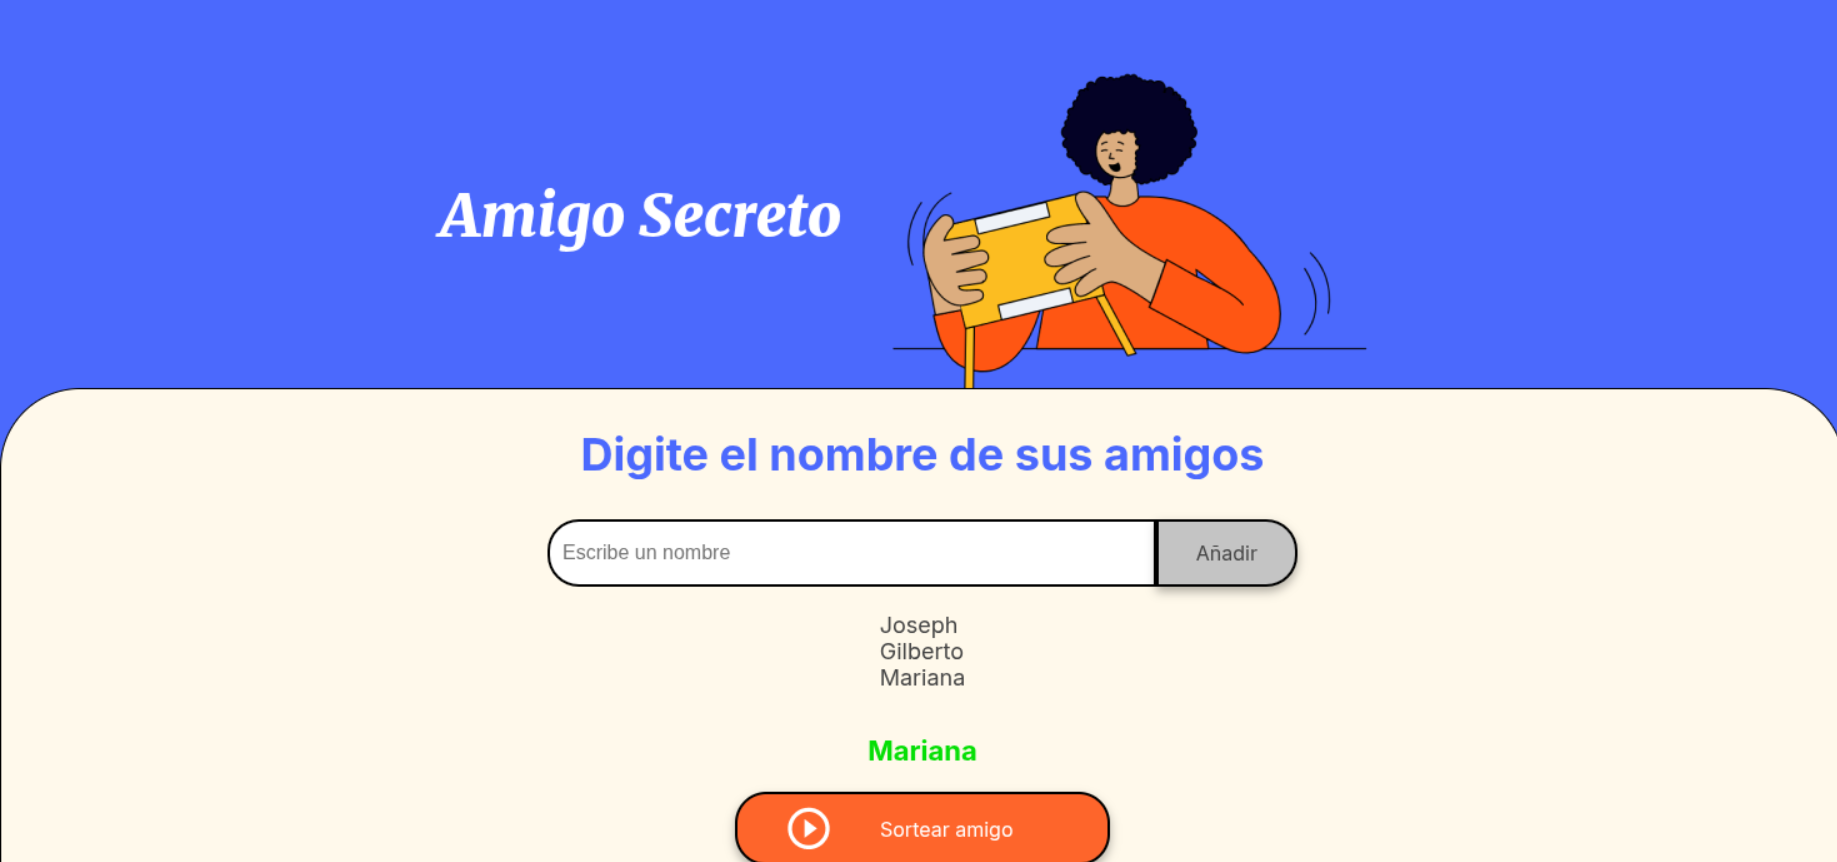 Amigo Secreto
Digite el nombre de sus amigos
Escribe un nombre
Añadir
Joseph
Gilberto
Mariana
Mariana
Sortear amigo